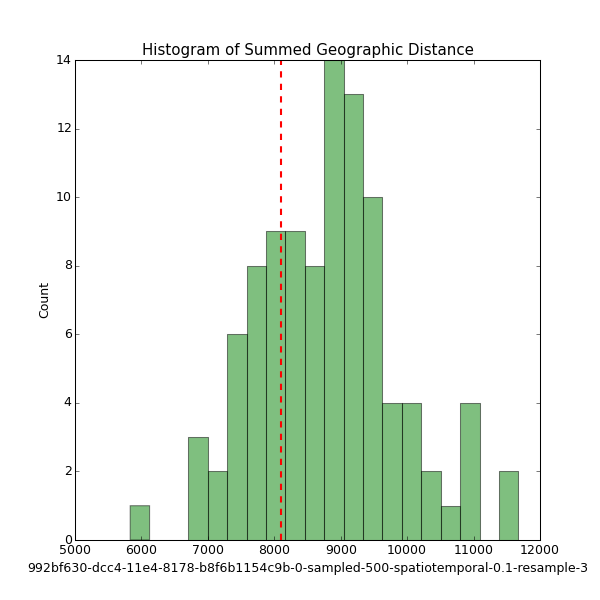 Histogram of Summed Geographic Distance
14
12
10
8
6
4
2
0
Count
5000 6000 7000 8000 9000 10000 11000 12000
992bf630-dcc4-11e4-8178-b8f6b1154c9b-0-sampled-500-spatiotemporal-0.1-resample-3